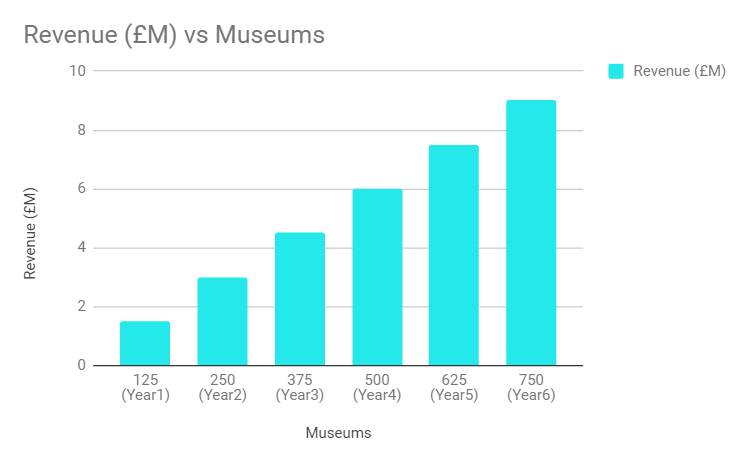 Revenue (£M) vs Museums
Revenue (£M)
Revenue (£M)
10
8
6
4
2
0
125 250 375 500 625 750
(Year1) (Year2) (Year3) (Year4) (Year5) (Year6)
Museums